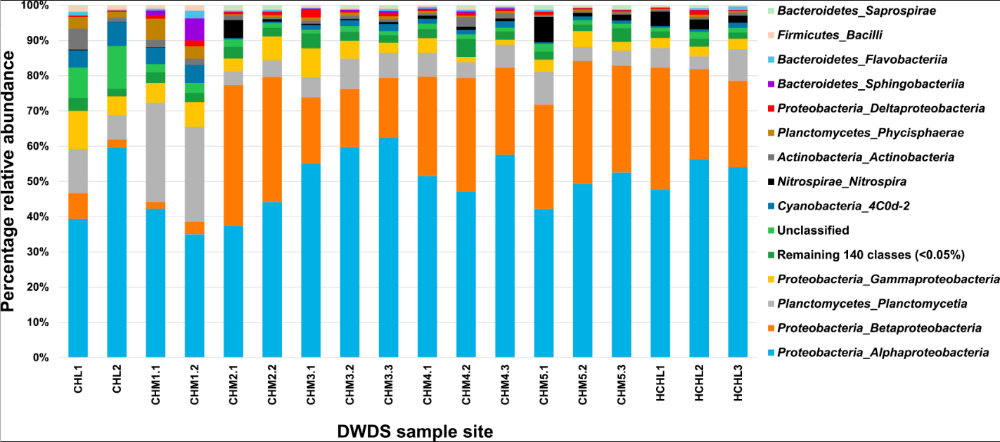 Percentage relative abundance
100%
90%
80%
70%
60%
50%
40%
30%
20%
10%
0%
CHL1
CHL2
CHM1.1
CHM1.2
CHM2.1
CHM2.2
CHM3.1
CHM3.2
CHM3.3
CHM4.1
CHM4.2
CHM4.3
CHM5.1
CHM5.2
CHM5.3
HCHL1
HCHL2
HCHL3
DWDS sample site
Bacteroidetes_Saprospirae
Firmicutes_Bacilli
Bacteroidetes_Flavobacteriia
Bacteroidetes_Sphingobacteriia
Proteobacteria_Deltaproteobacteria
Planctomycetes_Phycisphaerae
Actinobacteria_Actinobacteria
Nitrospirae_Nitrospira
Cyanobacteria_4C0d-2
Unclassified
Remaining 140 classes (<0.05%)
Proteobacteria_Gammaproteobacteria
Planctomycetes_Planctomycetia
Proteobacteria_Betaproteobacteria
Proteobacteria_Alphaproteobacteria